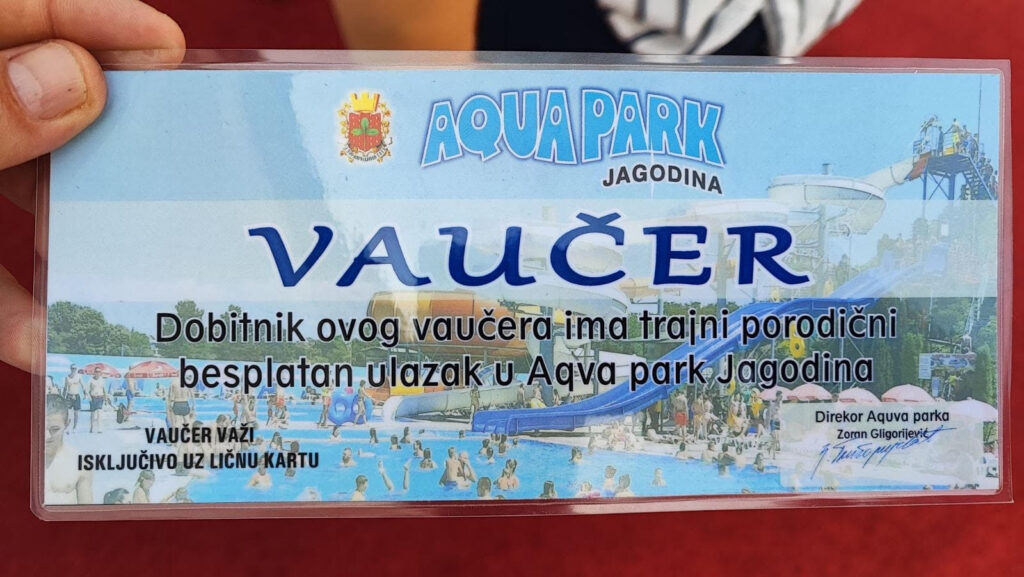 AQUA PARK
JAGODINA
VAUČER
Dobitnik ovog vaučera ima trajni porodični
besplatan ulazak u Aqva park Jagodina
VAUČER VAŽI
ISKLJUČIVO UZ LIČNU KARTU
Direkor Aquva parka
Zoran Gligorijević